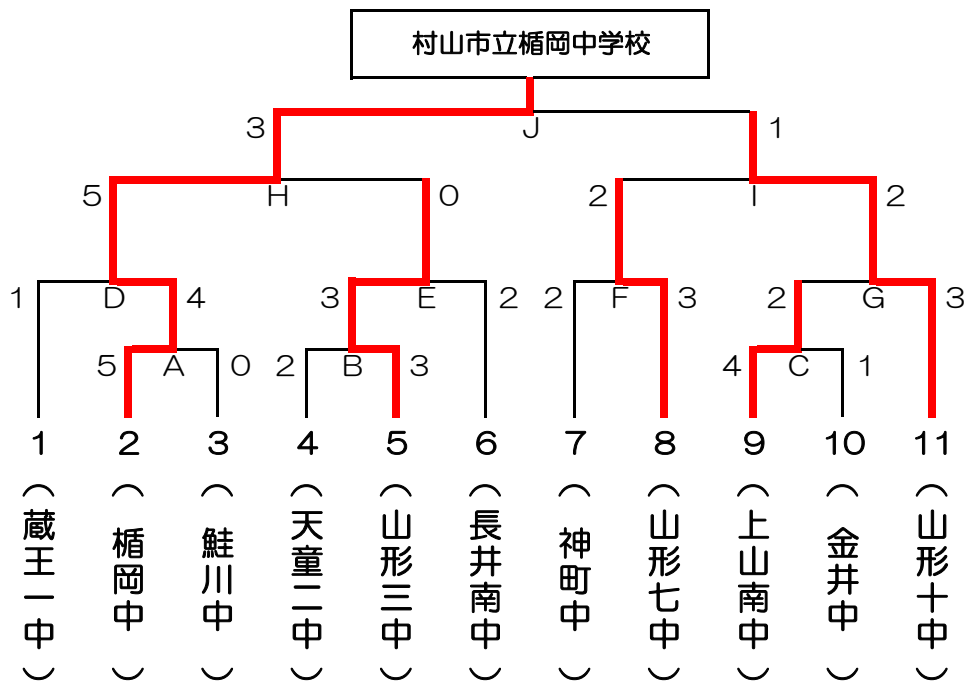 村山市立楯岡中学校
3 J 1
5 H 0 2 I 2
1 D 4 3 E 2 2 F 3 2 G 3
5 A 0 2 B 3 4 C 1
1 2 3 4 5 6 7 8 9 10 11
(蔵王一中)
(楯岡中)
(鮭川中)
(天童二中)
(山形三中)
(長井南中)
(神町中)
(山形七中)
(上山南中)
(金井中)
(山形十中)